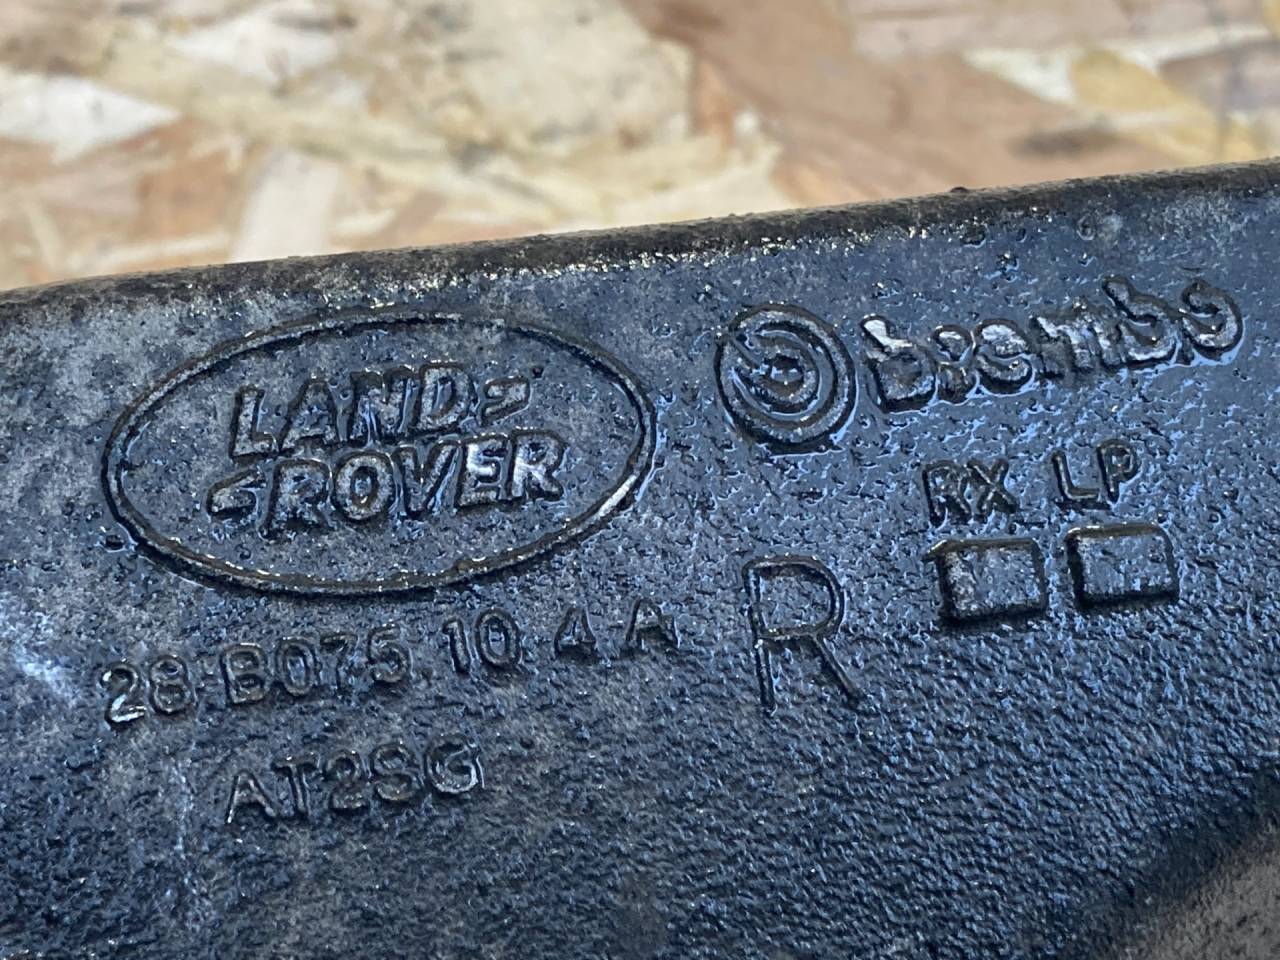 LAND-
-ROVER
brembo
RX LP
R
28.B075.10 4 A
AT2SG